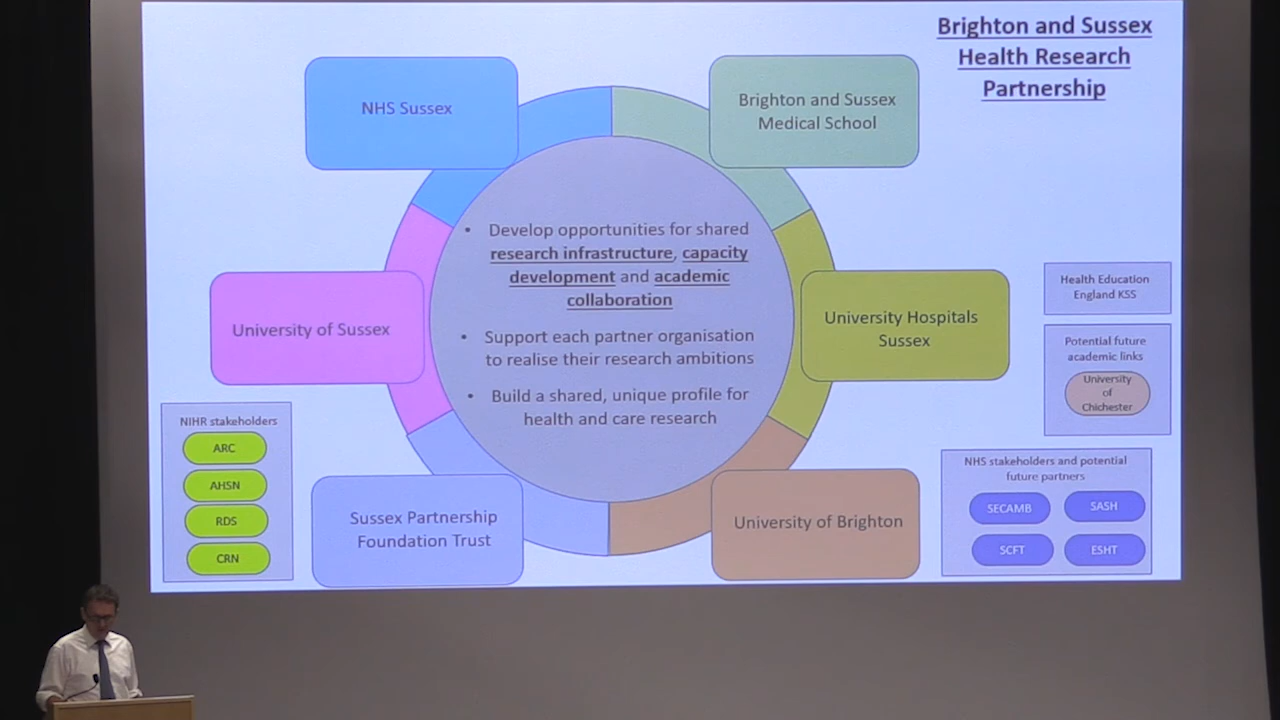 Brighton and Sussex
Health Research
Partnership
NHS Sussex
Brighton and Sussex
Medical School
• Develop opportunities for shared
research infrastructure, capacity
development and academic
collaboration
• Support each partner organisation
to realise their research ambitions
• Build a shared, unique profile for
health and care research
University of Sussex
University Hospitals
Sussex
Sussex Partnership
Foundation Trust
University of Brighton
NIHR stakeholders
ARC
AHSN
RDS
CRN
Health Education
England KSS
Potential future
academic links
University
of
Chichester
NHS stakeholders and potential
future partners
SECAMB
SASH
SCFT
ESHT